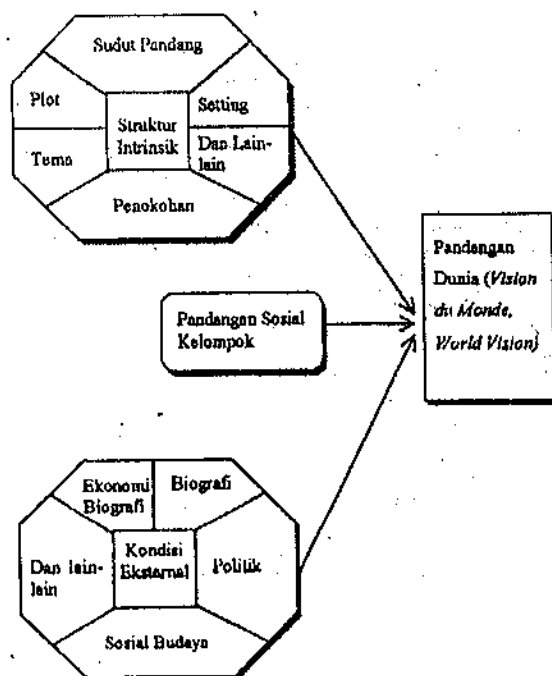 Sudut Pandang
Plot
Setting
Struktur
Intrinsik
Tema
Dan Lain-
lain
Penokohan
Pandangan
Dunia (Vision
du Monde,
World Vision)
Pandangan Sosial
Kelompok
Ekonomi
Biografi
Biografi
Dan lain-
lain
Kondisi
Eksternal
Politik
Sosial Budaya